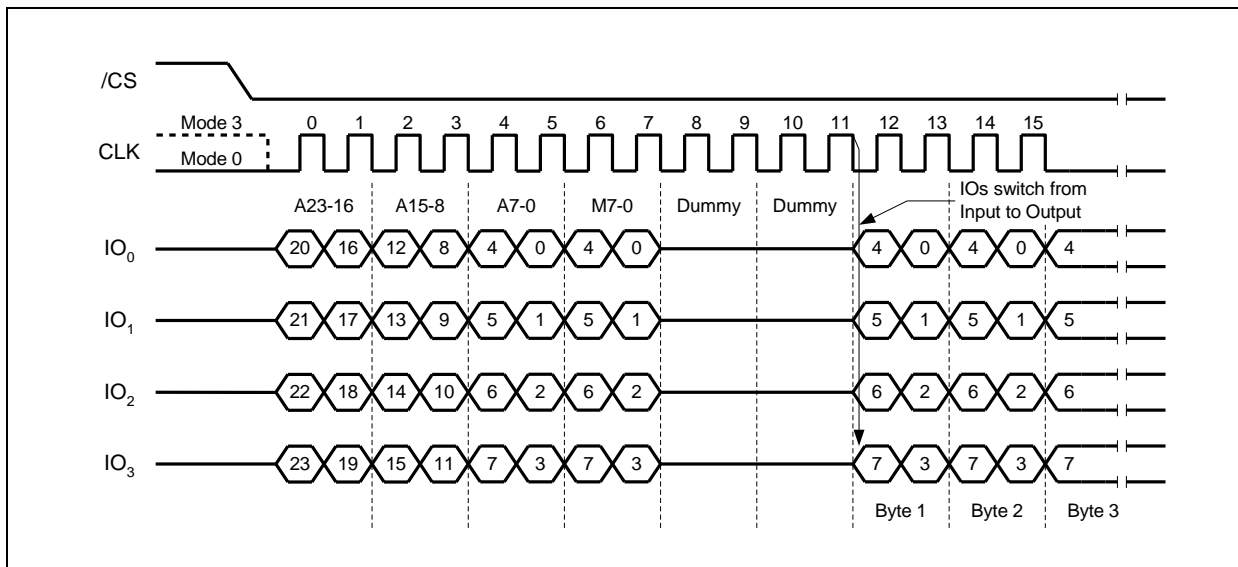 /CS
Mode 3
CLK
Mode 0
0 1 2 3 4 5 6 7 8 9 10 11 12 13 14 15
IOs switch from
Input to Output
A23-16 A15-8 A7-0 M7-0 Dummy Dummy
IO0 20 16 12 8 4 0 4 0 4 0 4 0 4
IO1 21 17 13 9 5 1 5 1 5 1 5 1 5
IO2 22 18 14 10 6 2 6 2 6 2 6 2 6
IO3 23 19 15 11 7 3 7 3 7 3 7 3 7
Byte 1 Byte 2 Byte 3